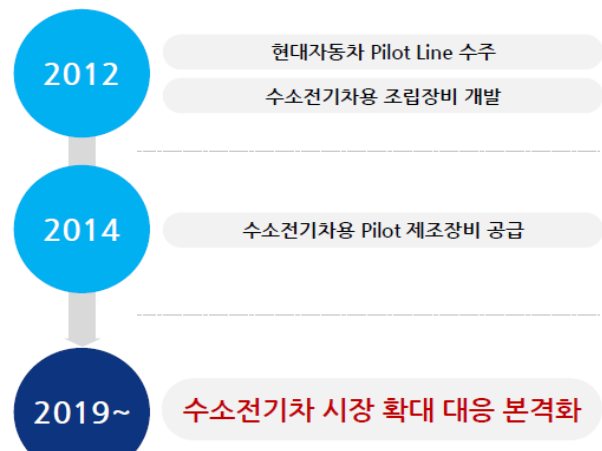 2012
현대자동차 Pilot Line 수주
수소전기차용 조립장비 개발
2014
수소전기차용 Pilot 제조장비 공급
2019~
수소전기차 시장 확대 대응 본격화